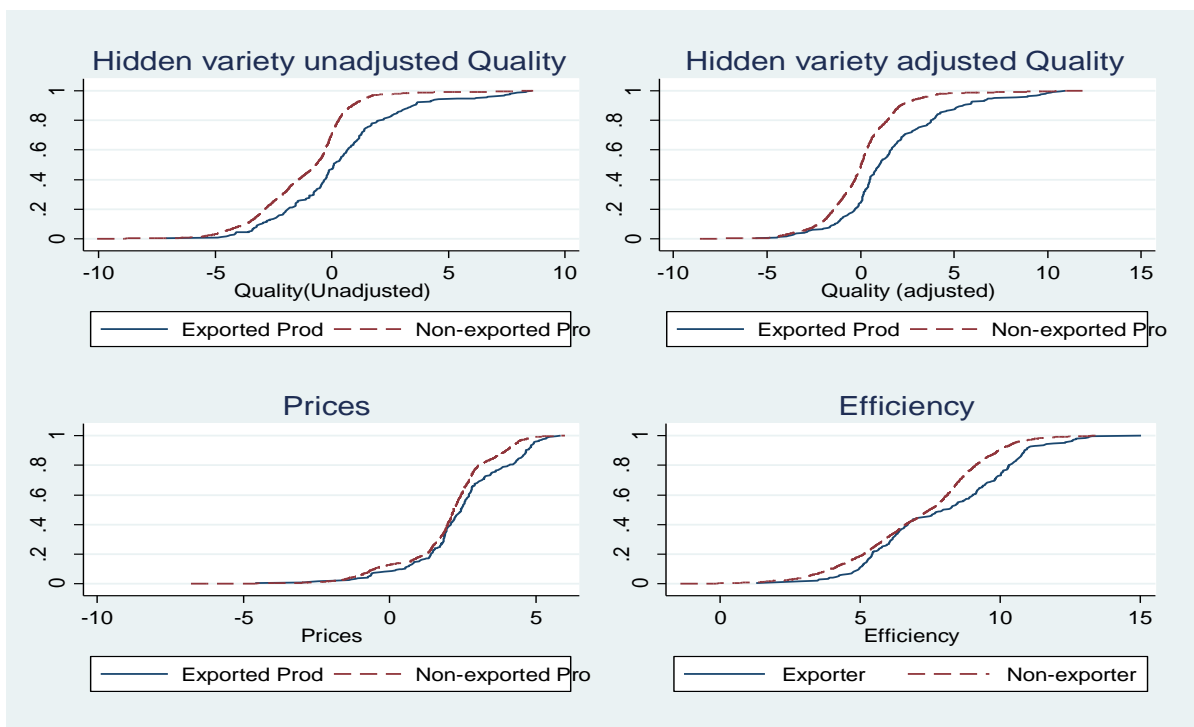 Hidden variety unadjusted Quality
0 .2 .4 .6 .8 1
-10 -5 0 5 10
Quality(Unadjusted)
Exported Prod Non-exported Pro
Hidden variety adjusted Quality
0 .2 .4 .6 .8 1
-10 -5 0 5 10 15
Quality (adjusted)
Exported Prod Non-exported Pro
Prices
0 .2 .4 .6 .8 1
-10 -5 0 5
Prices
Exported Prod Non-exported Pro
Efficiency
0 .2 .4 .6 .8 1
0 5 10 15
Efficiency
Exporter Non-exporter